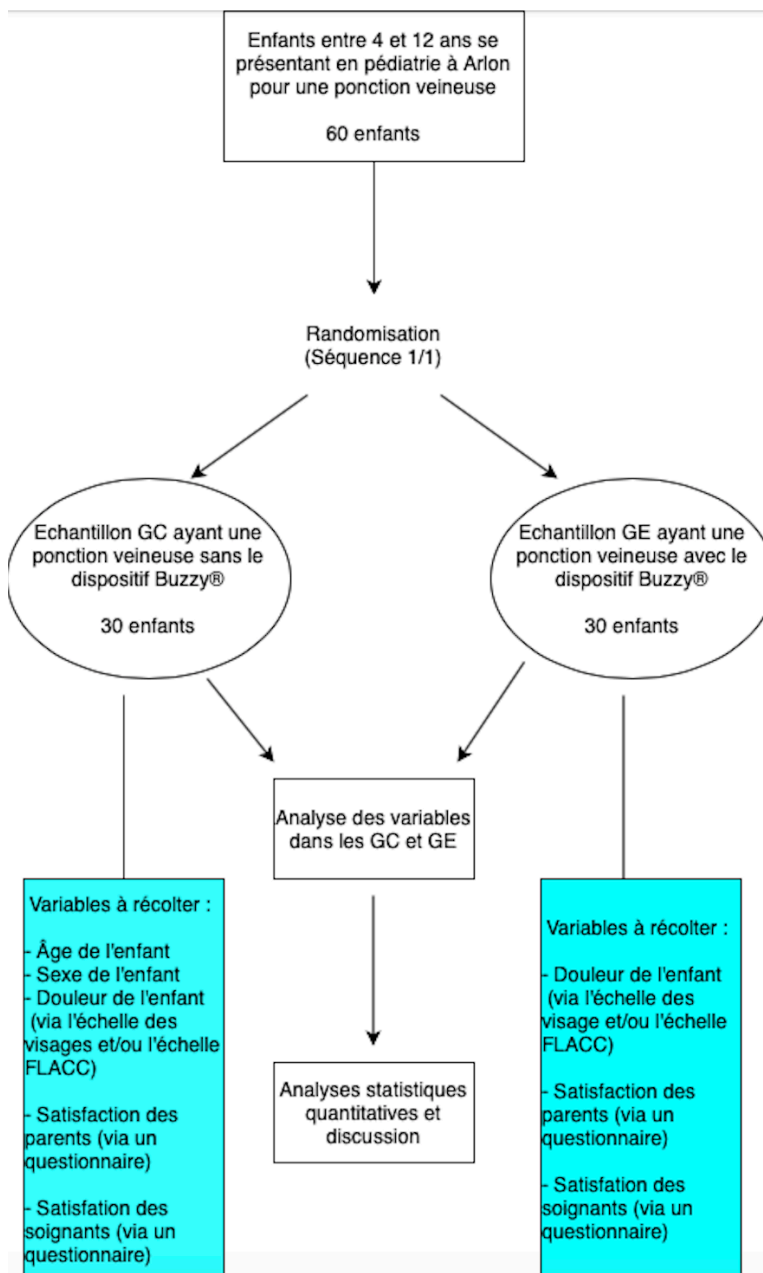 Enfants entre 4 et 12 ans se
présentant en pédiatrie à Arlon
pour une ponction veineuse
60 enfants
Randomisation
(Séquence 1/1)
Echantillon GC ayant une
ponction veineuse sans le
dispositif Buzzy®
30 enfants
Echantillon GE ayant une
ponction veineuse avec le
dispositif Buzzy®
30 enfants
Analyse des variables
dans les GC et GE
Variables à récolter :
- Âge de l'enfant
- Sexe de l'enfant
- Douleur de l'enfant
(via l'échelle des
visages et/ou l'échelle
FLACC)
- Satisfaction des
parents (via un
questionnaire)
- Satisfation des
soignants (via un
questionnaire)
Analyses statistiques
quantitatives et
discussion
Variables à récolter :
- Douleur de l'enfant
(via l'échelle des
visage et/ou l'échelle
FLACC)
- Satisfaction des
parents (via un
questionnaire)
- Satisfation des
soignants (via un
questionnaire)